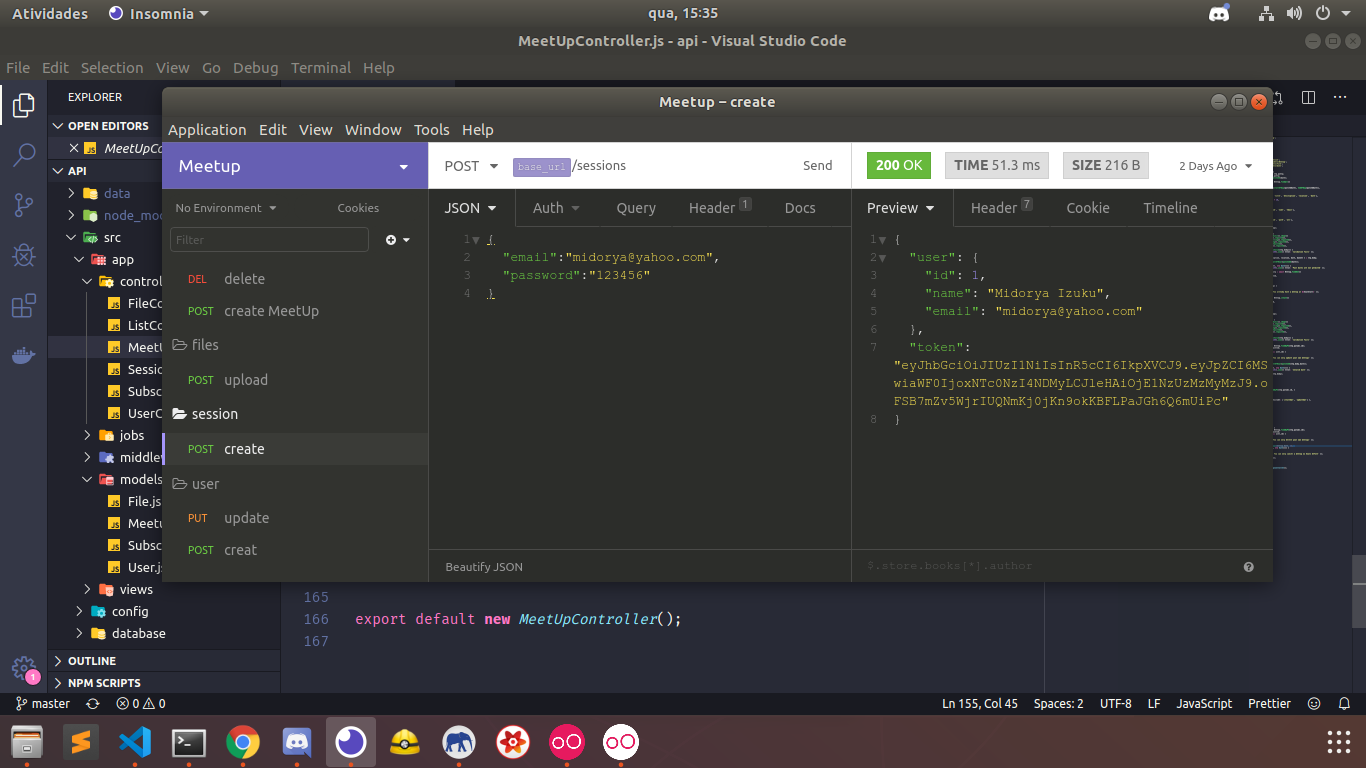 Atividades Insomnia qua, 15:35
MeetUpController.js - api - Visual Studio Code
File Edit Selection View Go Debug Terminal Help
EXPLORER
OPEN EDITORS
MeetUpCo
API
data
node_mod
src
app
control
FileCo
ListCo
MeetU
Sessio
Subsc
UserC
jobs
middlew
models
File.js
Meetu
Subsc
User.js
views
config
database
OUTLINE
NPM SCRIPTS
Meetup – create
Application Edit View Window Tools Help
Meetup
No Environment Cookies
Filter
DEL delete
POST create MeetUp
files
POST upload
session
POST create
user
PUT update
POST creat
POST base_url/sessions Send
JSON Auth Query Header 1 Docs
1 {
2 "email":"midorya@yahoo.com",
3 "password":"123456"
4 }
Beautify JSON
200 OK TIME 51.3 ms SIZE 216 B 2 Days Ago
Preview Header 7 Cookie Timeline
1 {
2 "user": {
3 "id": 1,
4 "name": "Midorya Izuku",
5 "email": "midorya@yahoo.com"
6 },
7 "token":
"eyJhbGciOiJIUzI1NiIsInR5cCI6IkpXVCJ9.eyJpZCI6MS
wiaWF0IjoxNTc0NzI4NDMyLCJleHAiOjE1NzUzMzMyMzJ9.o
FSB7mZv5WjrIUQNmKj0jKn9okKBFLPaJGh6Q6mUiPc"
8 }
$.store.books[*].author
165
166 export default new MeetUpController();
167
1
master 0 0 Ln 155, Col 45 Spaces: 2 UTF-8 LF JavaScript Prettier